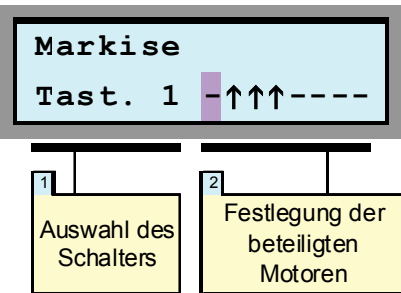 Markise
Tast. 1 -↑↑↑----
1
Auswahl des
Schalters
2
Festlegung der
beteiligten
Motoren